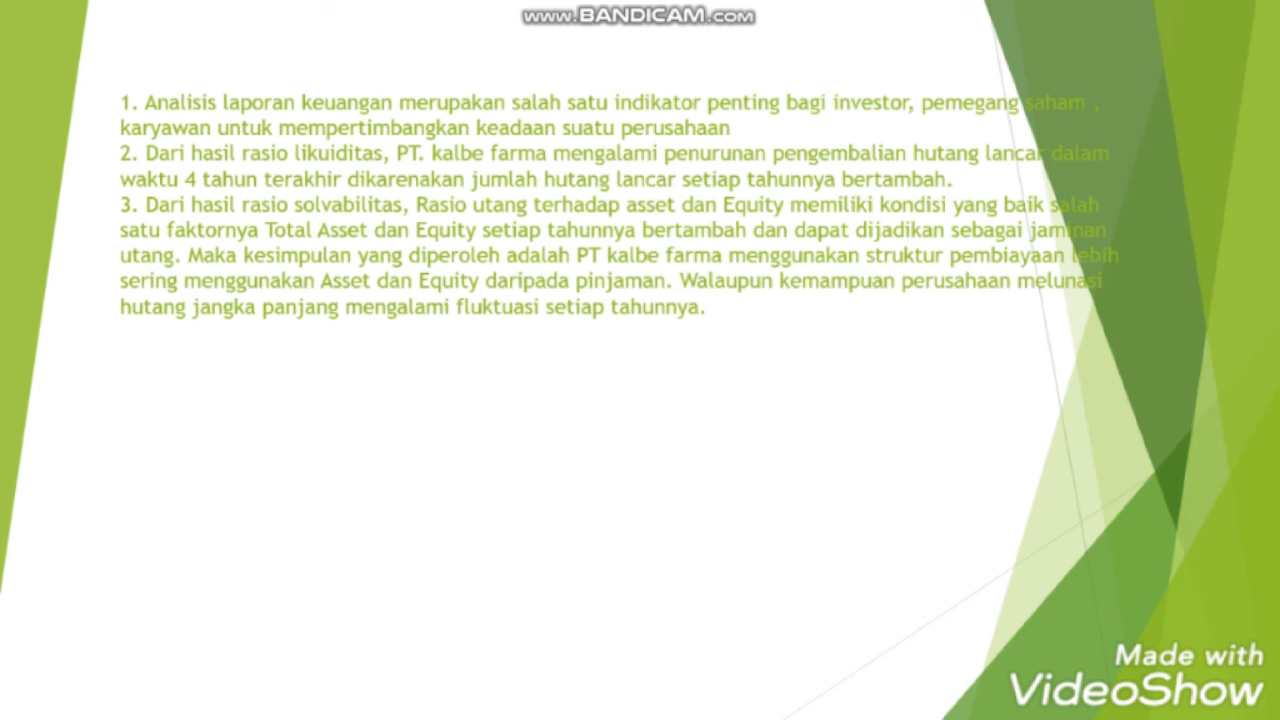 www.BANDICAM.com
1. Analisis laporan keuangan merupakan salah satu indikator penting bagi investor, pemegang saham ,
karyawan untuk mempertimbangkan keadaan suatu perusahaan
2. Dari hasil rasio likuiditas, PT. kalbe farma mengalami penurunan pengembalian hutang lancar dalam
waktu 4 tahun terakhir dikarenakan jumlah hutang lancar setiap tahunnya bertambah.
3. Dari hasil rasio solvabilitas, Rasio utang terhadap asset dan Equity memiliki kondisi yang baik salah
satu faktornya Total Asset dan Equity setiap tahunnya bertambah dan dapat dijadikan sebagai jaminan
utang. Maka kesimpulan yang diperoleh adalah PT kalbe farma menggunakan struktur pembiayaan lebih
sering menggunakan Asset dan Equity daripada pinjaman. Walaupun kemampuan perusahaan melunasi
hutang jangka panjang mengalami fluktuasi setiap tahunnya.
Made with
VideoShow